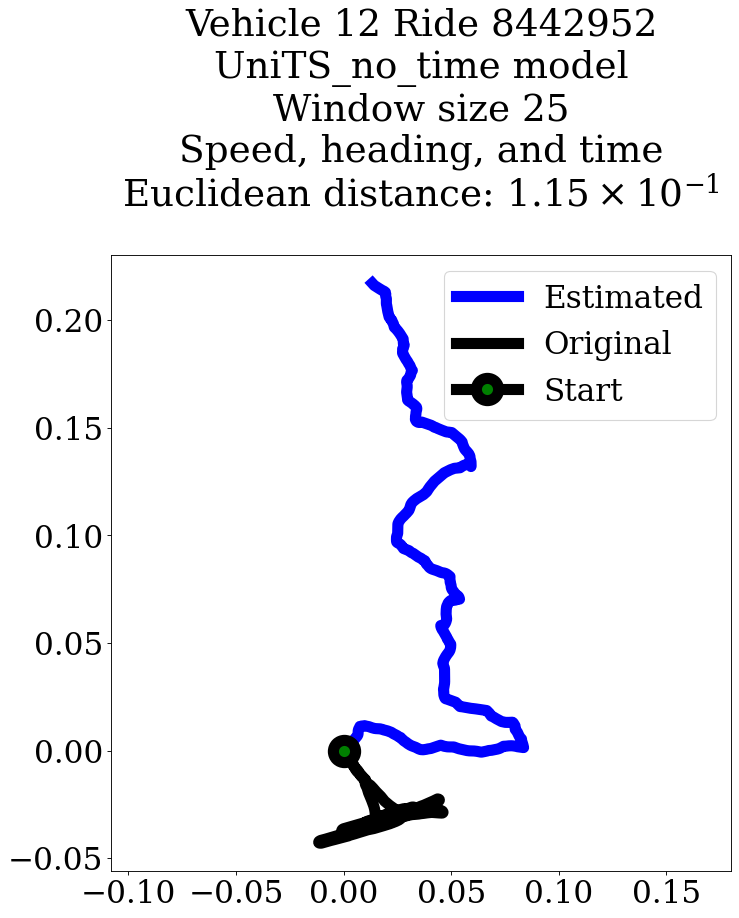 Vehicle 12 Ride 8442952
UniTS_no_time model
Window size 25
Speed, heading, and time
Euclidean distance: 1.15 × 10⁻¹
Estimated
Original
Start
0.20
0.15
0.10
0.05
0.00
−0.05
−0.10 −0.05 0.00 0.05 0.10 0.15